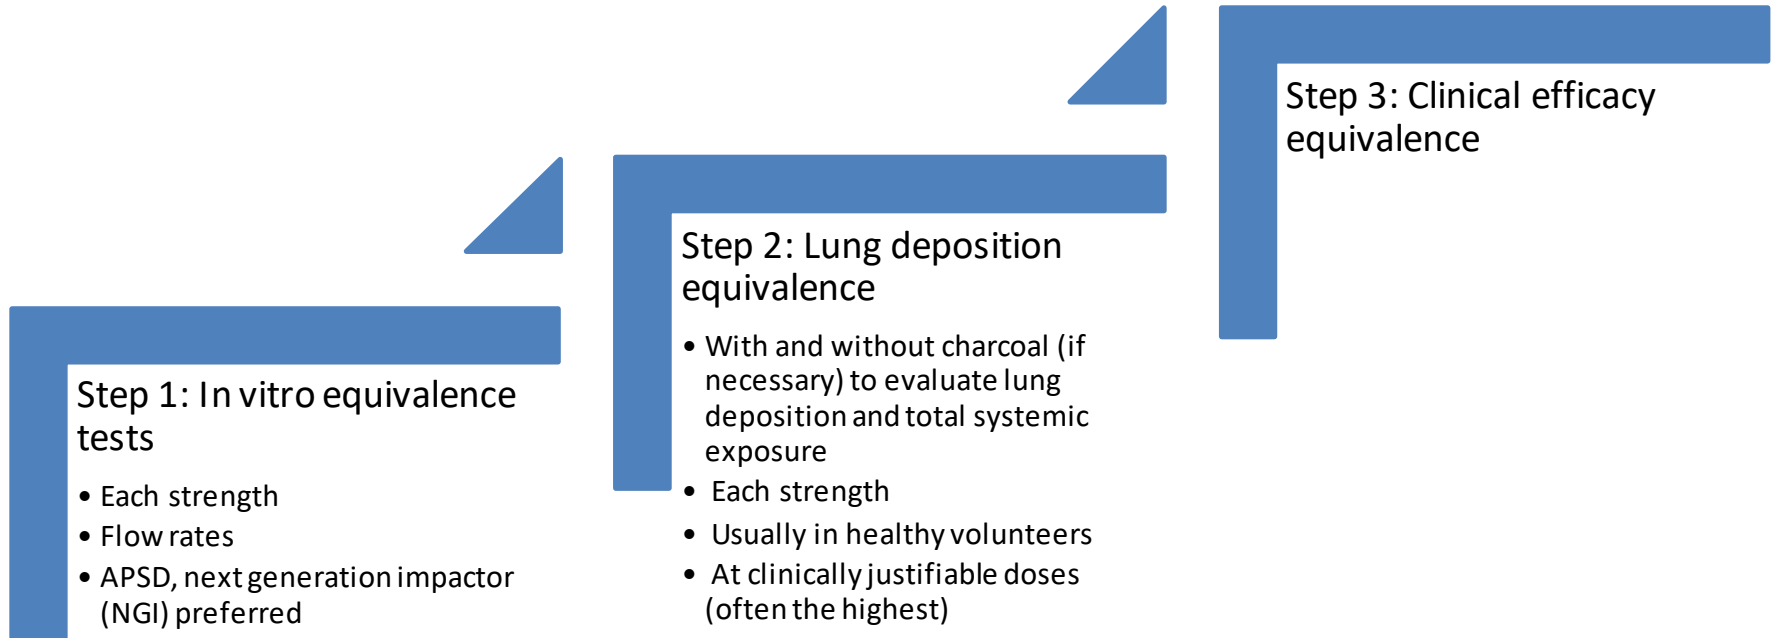 Step 1: In vitro equivalence
tests
• Each strength
• Flow rates
• APSD, next generation impactor
(NGI) preferred
Step 2: Lung deposition
equivalence
• With and without charcoal (if
necessary) to evaluate lung
deposition and total systemic
exposure
• Each strength
• Usually in healthy volunteers
• At clinically justifiable doses
(often the highest)
Step 3: Clinical efficacy
equivalence